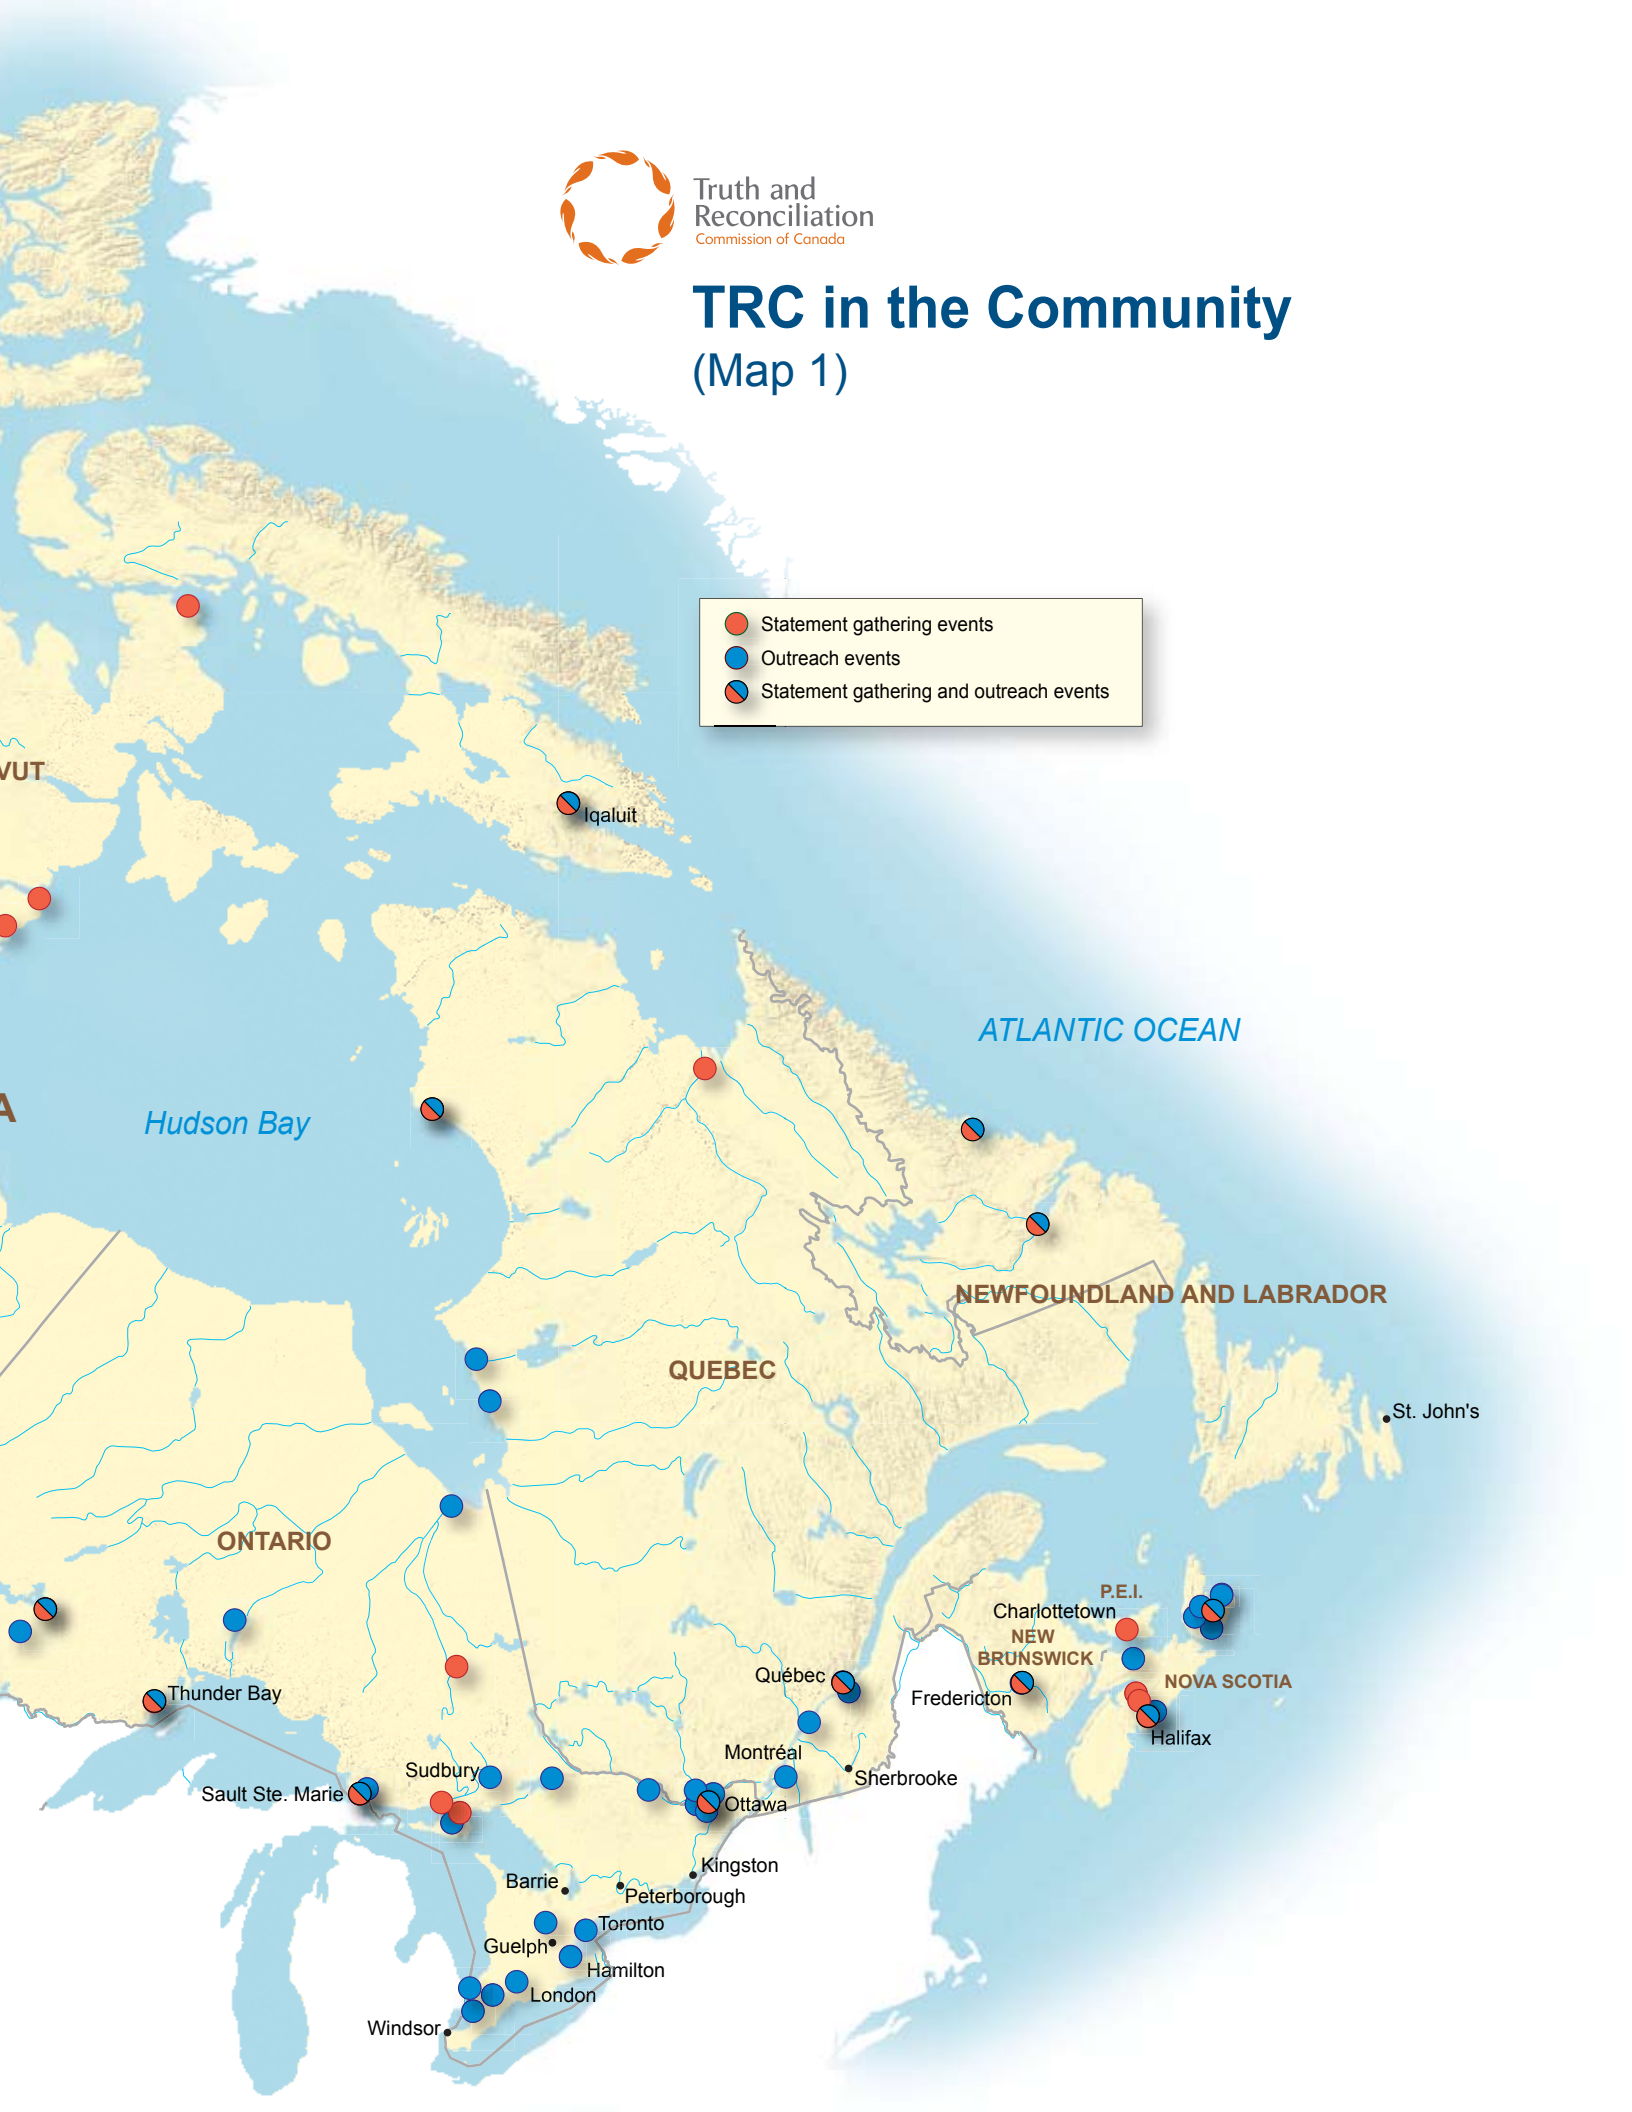 Truth and
Reconciliation
Commission of Canada
TRC in the Community
(Map 1)
Statement gathering events
Outreach events
Statement gathering and outreach events
VUT
Iqaluit
ATLANTIC OCEAN
A
Hudson Bay
NEWFOUNDLAND AND LABRADOR
QUEBEC
St. John's
ONTARIO
P.E.I.
Charlottetown
NEW
BRUNSWICK
Québec
NOVA SCOTIA
Thunder Bay
Fredericton
Halifax
Montréal
Sudbury
Sherbrooke
Sault Ste. Marie
Ottawa
Kingston
Barrie
Peterborough
Toronto
Guelph
Hamilton
London
Windsor